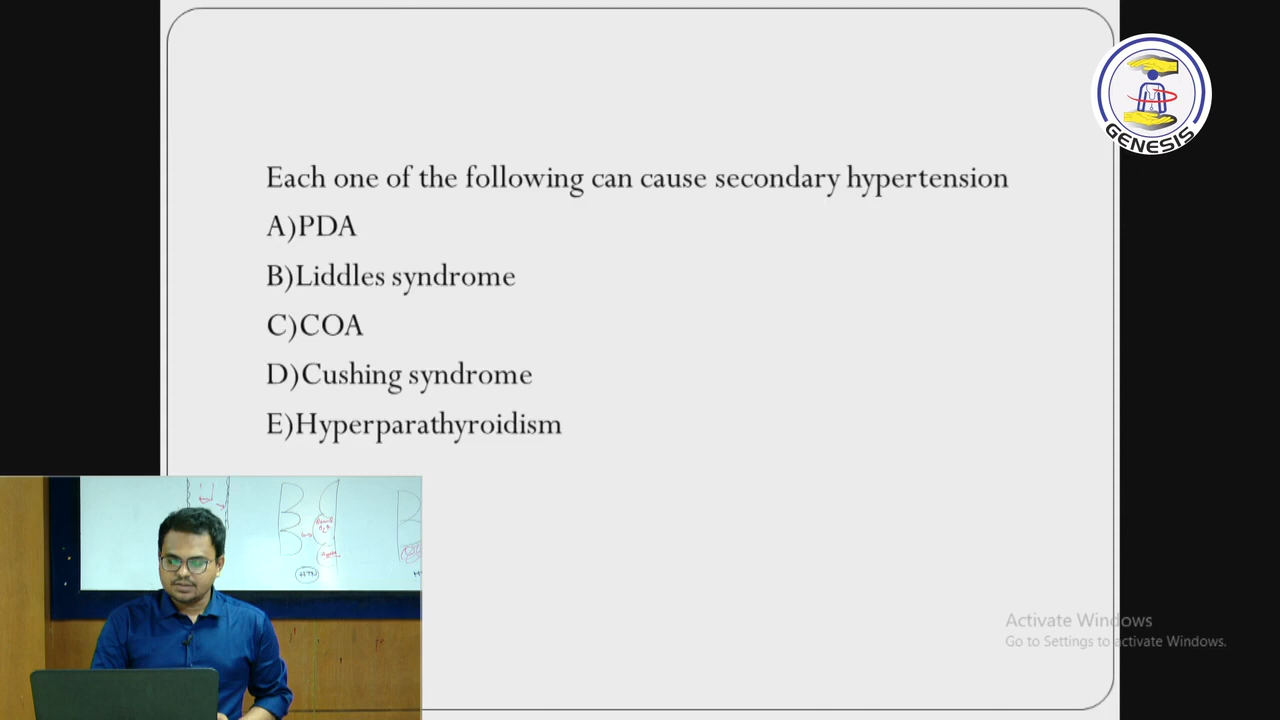 Each one of the following can cause secondary hypertension
A)PDA
B)Liddles syndrome
C)COA
D)Cushing syndrome
E)Hyperparathyroidism
GENESIS
HTN
Activate Windows
Go to Settings to activate Windows.